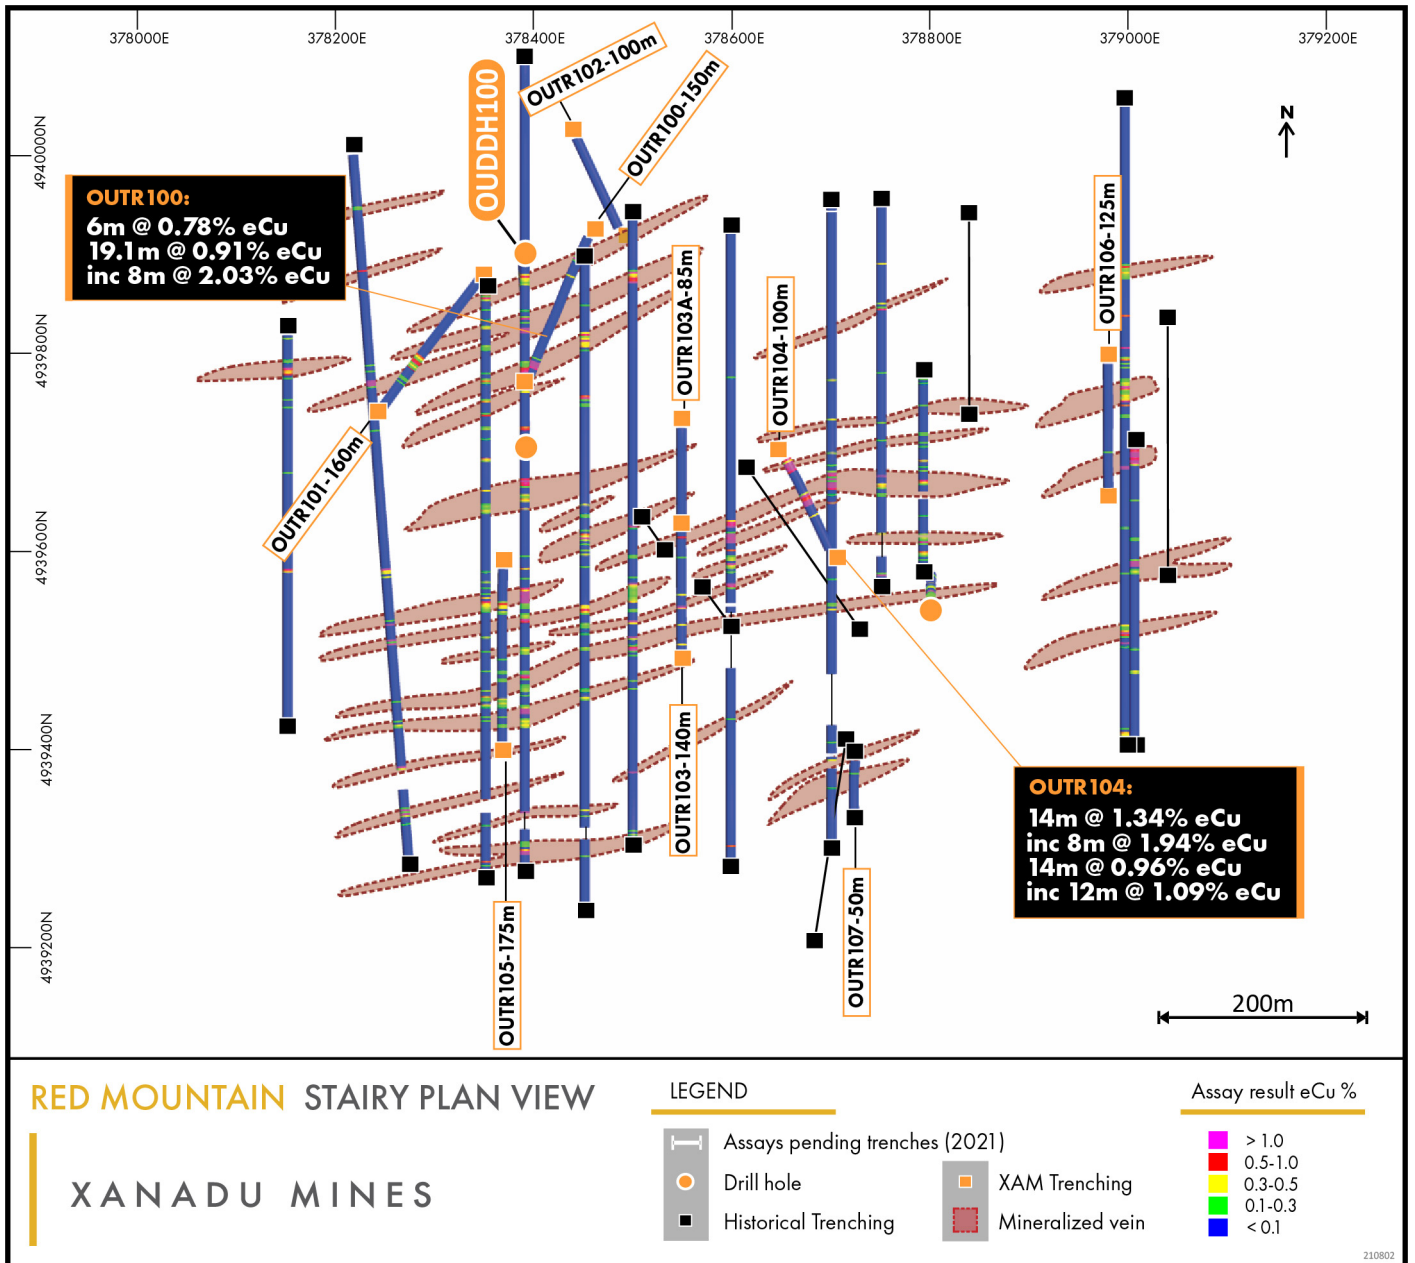 378000E 378200E 378400E 378600E 378800E 379000E 379200E
4940000N
4939800N
4939600N
4939400N
4939200N
N
OUDDH100
OUTR102-100m
OUTR100-150m
OUTR100:
6m @ 0.78% eCu
19.1m @ 0.91% eCu
inc 8m @ 2.03% eCu
OUTR101-160m
OUTR103A-85m
OUTR104-100m
OUTR106-125m
OUTR103-140m
OUTR105-175m
OUTR107-50m
OUTR104:
14m @ 1.34% eCu
inc 8m @ 1.94% eCu
14m @ 0.96% eCu
inc 12m @ 1.09% eCu
200m
RED MOUNTAIN STAIRY PLAN VIEW
XANADU MINES
LEGEND
Assays pending trenches (2021)
Drill hole
Historical Trenching
XAM Trenching
Mineralized vein
Assay result eCu %
> 1.0
0.5-1.0
0.3-0.5
0.1-0.3
< 0.1
210802